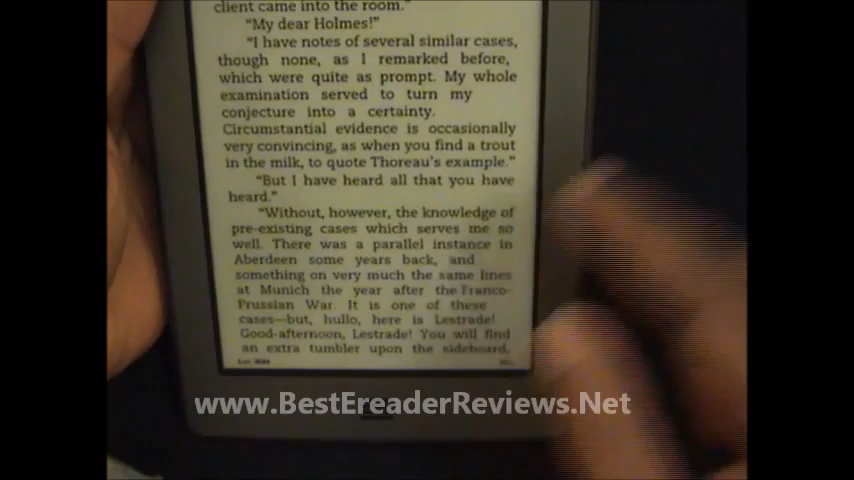 client came into the room."
"My dear Holmes!"
"I have notes of several similar cases,
though none, as I remarked before,
which were quite as prompt. My whole
examination served to turn my
conjecture into a certainty.
Circumstantial evidence is occasionally
very convincing, as when you find a trout
in the milk, to quote Thoreau's example."
"But I have heard all that you have
heard."
"Without, however, the knowledge of
pre-existing cases which serves me so
well. There was a parallel instance in
Aberdeen some years back, and
something on very much the same lines
at Munich the year after the Franco-
Prussian War. It is one of these
cases—but, hullo, here is Lestrade!
Good-afternoon, Lestrade! You will find
an extra tumbler upon the sideboard,
www.BestEreaderReviews.Net